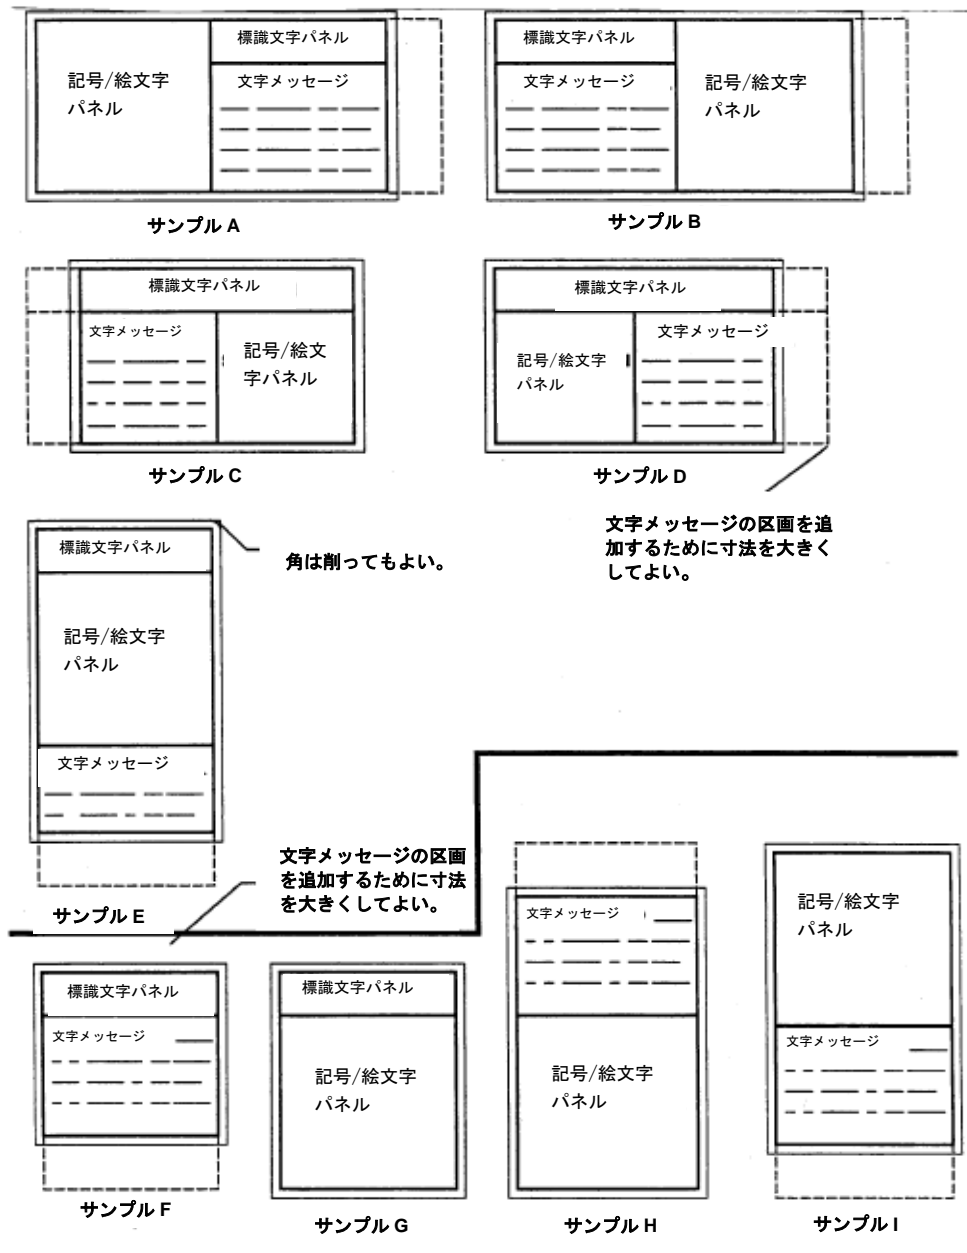 標識文字パネル
記号/絵文字
パネル
文字メッセージ
サンプル A
標識文字パネル
文字メッセージ
記号/絵文字
パネル
サンプル B
標識文字パネル
文字メッセージ
記号/絵文
字パネル
サンプル C
標識文字パネル
文字メッセージ
記号/絵文字
パネル
サンプル D
文字メッセージの区画を追
加するために寸法を大きく
してよい。
標識文字パネル
角は削ってもよい。
記号/絵文字
パネル
文字メッセージ
サンプル E
文字メッセージの区画
を追加するために寸法
を大きくしてよい。
標識文字パネル
文字メッセージ
サンプル F
標識文字パネル
記号/絵文字
パネル
サンプル G
文字メッセージ
記号/絵文字
パネル
サンプル H
記号/絵文字
パネル
文字メッセージ
サンプル I